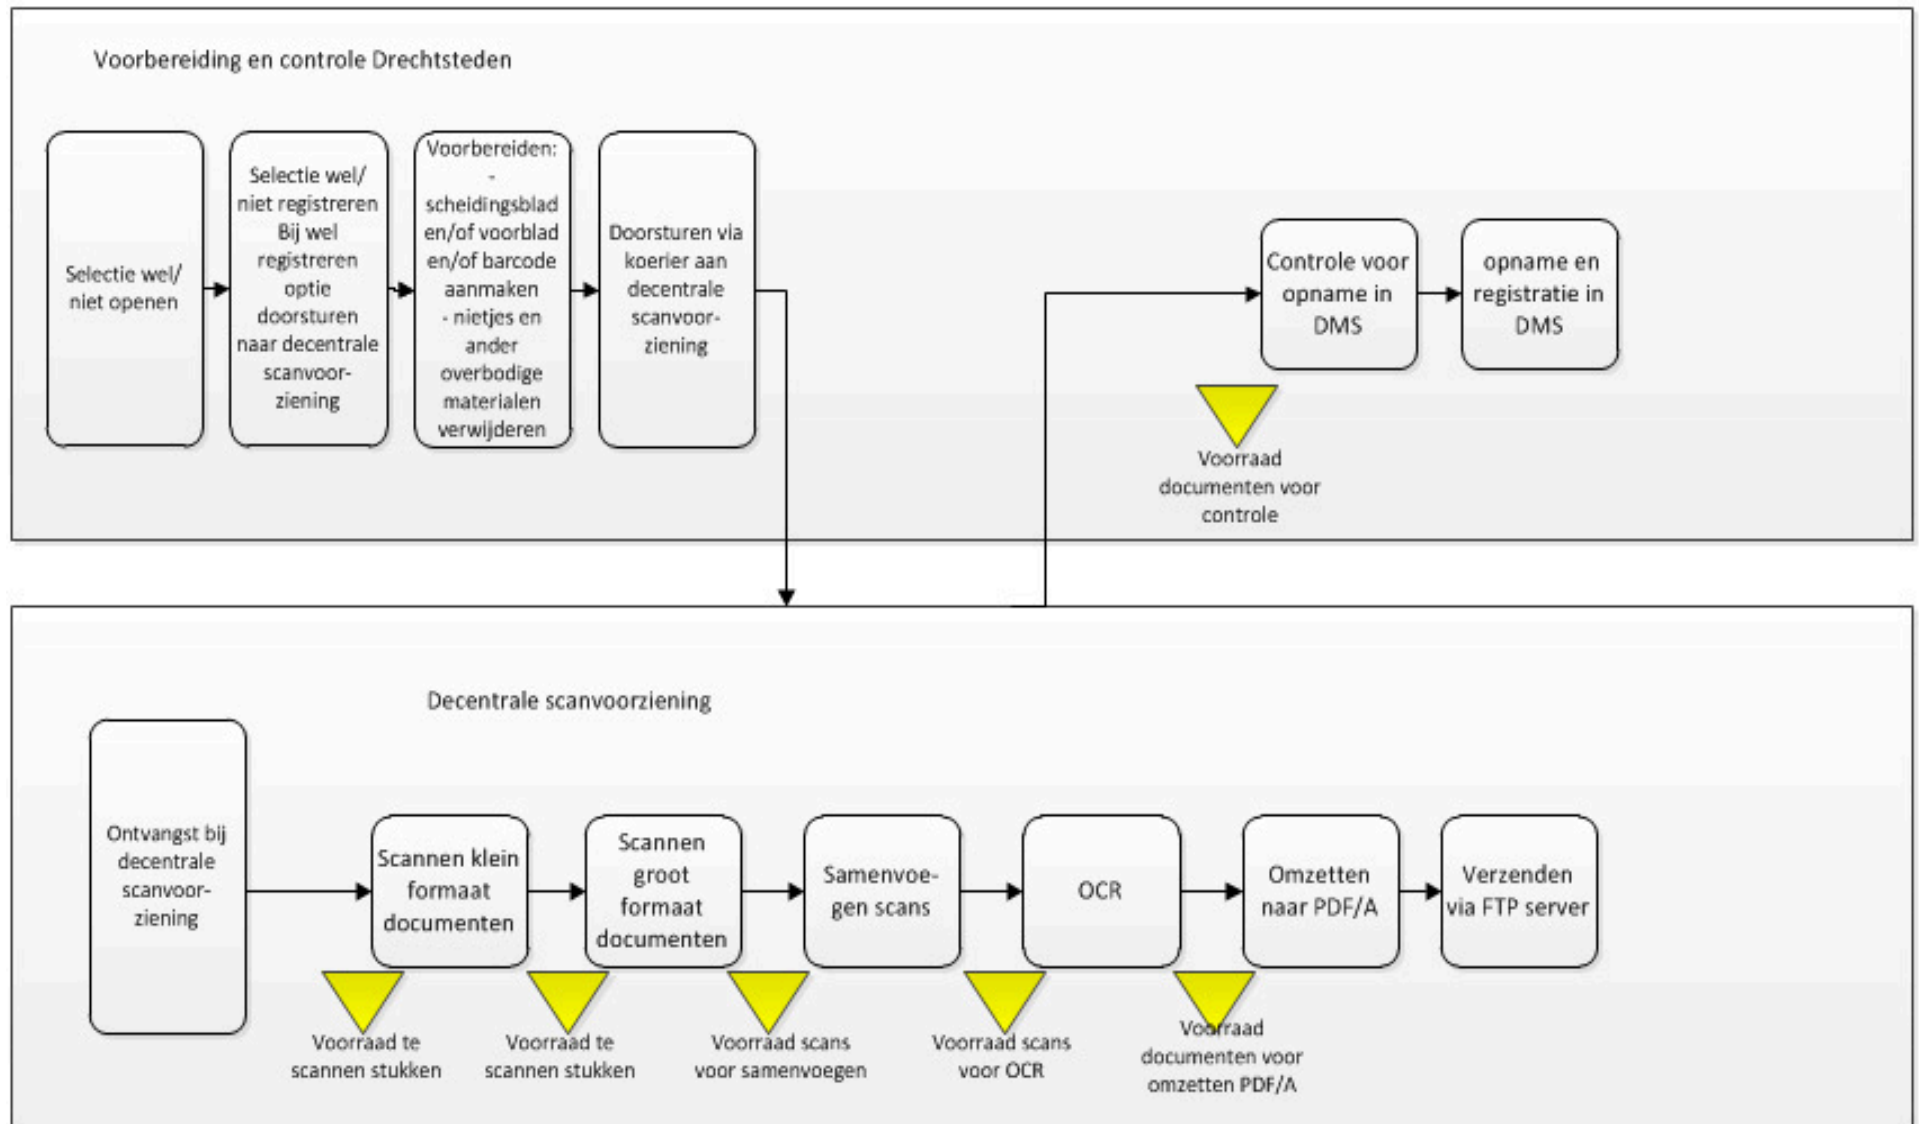 Voorbereiding en controle Drechtsteden
Selectie wel/
niet openen
Selectie wel/
niet registreren
Bij wel
registreren
optie
doorsturen
naar decentrale
scanvoor-
ziening
Voorbereiden:
-
scheidingsblad
en/of voorblad
en/of barcode
aanmaken
- nietjes en
ander
overbodige
materialen
verwijderen
Doorsturen via
koerier aan
decentrale
scanvoor-
ziening
Controle voor
opname in
DMS
opname en
registratie in
DMS
Voorraad
documenten voor
controle
Decentrale scanvoorziening
Ontvangst bij
decentrale
scanvoor-
ziening
Scannen klein
formaat
documenten
Scannen
groot
formaat
documenten
Samenvoe-
gen scans
OCR
Omzetten
naar PDF/A
Verzenden
via FTP server
Voorraad te
scannen stukken
Voorraad te
scannen stukken
Voorraad scans
voor samenvoegen
Voorraad scans
voor OCR
Voorraad
documenten voor
omzetten PDF/A